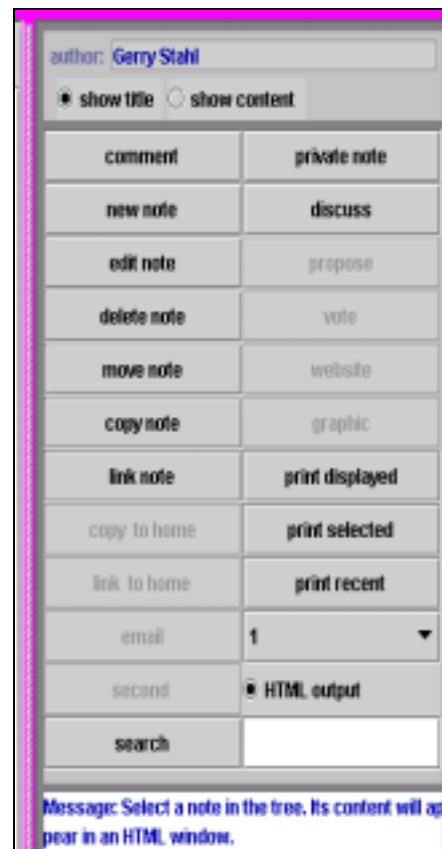 author: Gerry Stahl
show title show content
comment private note
new note discuss
edit note propose
delete note vote
move note website
copy note graphic
link note print displayed
copy to home print selected
link to home print recent
email 1
second HTML output
search
Message: Select a note in the tree. Its content will ap
pear in an HTML window.